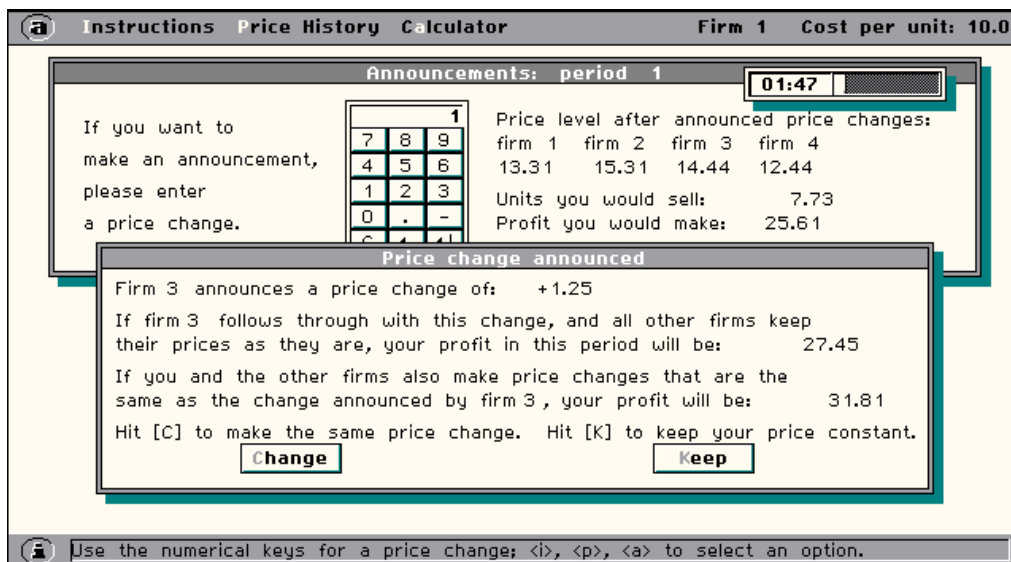 a Instructions Price History Calculator Firm 1 Cost per unit: 10.0
Announcements: period 1
01:47
If you want to
make an announcement,
please enter
a price change.
1
7 8 9
4 5 6
1 2 3
0 . -
Price level after announced price changes:
firm 1 firm 2 firm 3 firm 4
13.31 15.31 14.44 12.44
Units you would sell: 7.73
Profit you would make: 25.61
Price change announced
Firm 3 announces a price change of: +1.25
If firm 3 follows through with this change, and all other firms keep
their prices as they are, your profit in this period will be: 27.45
If you and the other firms also make price changes that are the
same as the change announced by firm 3 , your profit will be: 31.81
Hit [C] to make the same price change. Hit [K] to keep your price constant.
Change Keep
i Use the numerical keys for a price change; <i>, <p>, <a> to select an option.